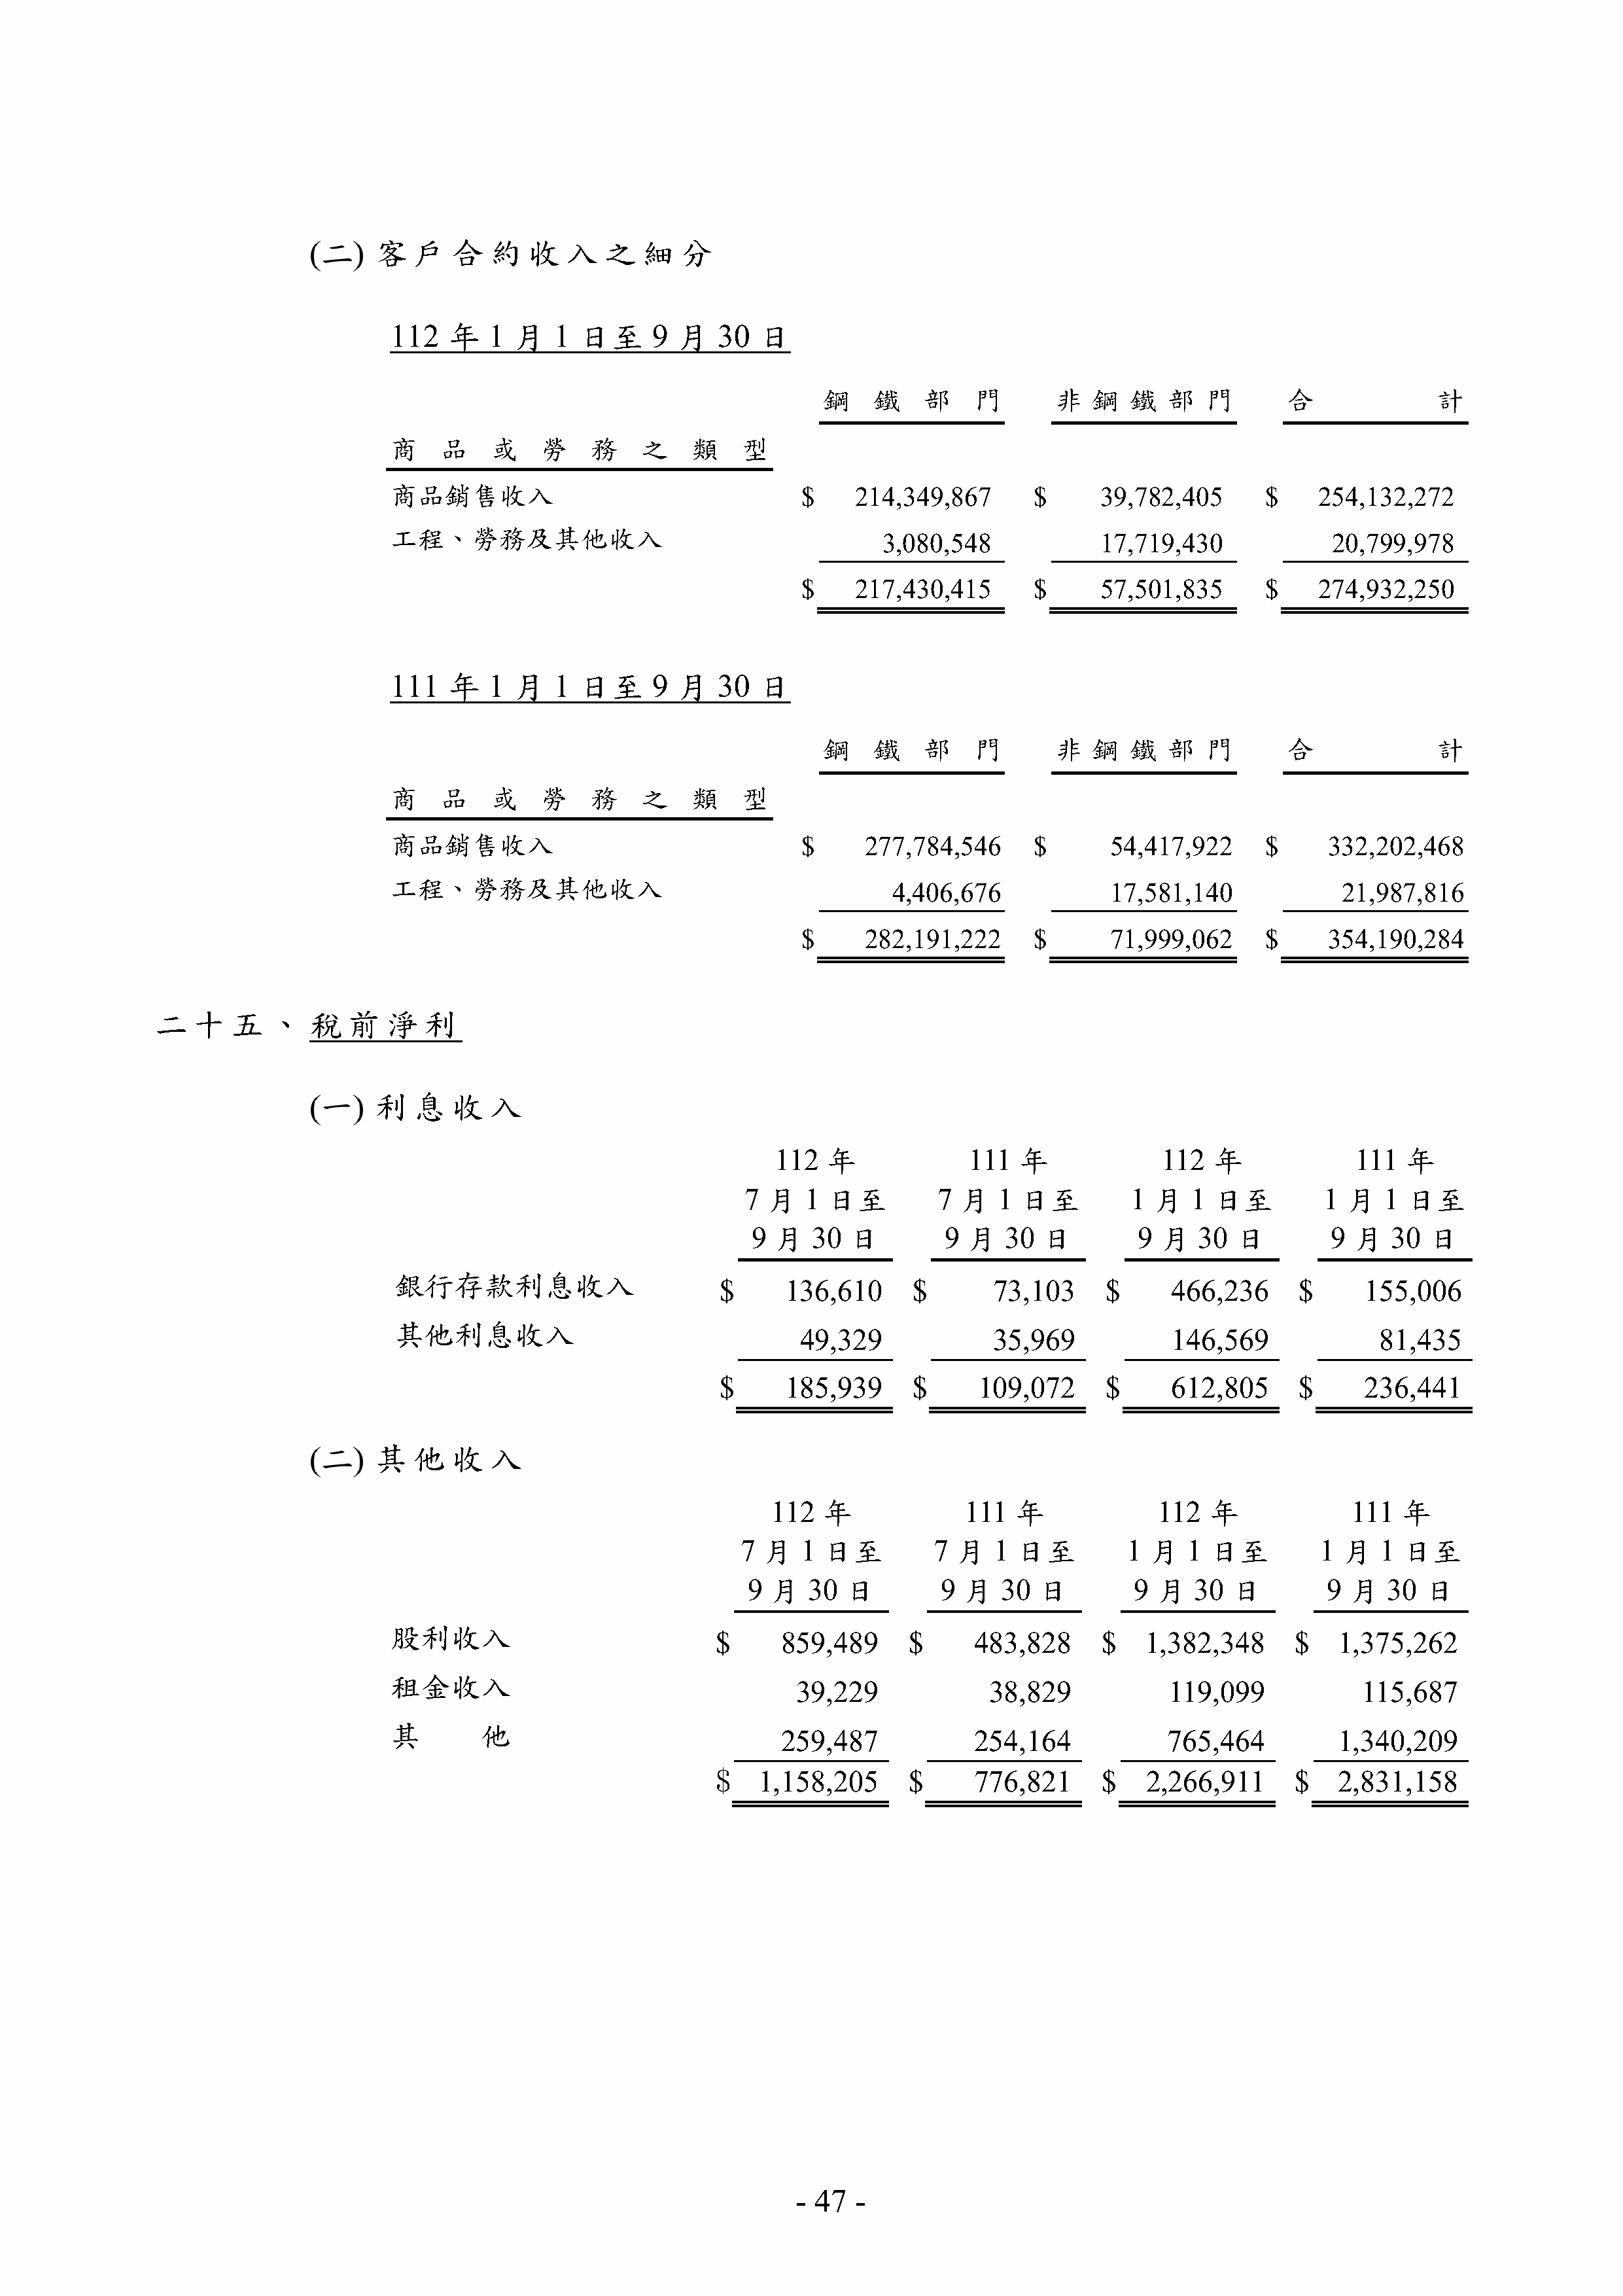 (二) 客戶合約收入之細分
112 年 1 月 1 日至 9 月 30 日
鋼鐵部門 非鋼鐵部門 合計
商品或勞務之類型
商品銷售收入 $ 214,349,867 $ 39,782,405 $ 254,132,272
工程、勞務及其他收入 3,080,548 17,719,430 20,799,978
$ 217,430,415 $ 57,501,835 $ 274,932,250
111 年 1 月 1 日至 9 月 30 日
鋼鐵部門 非鋼鐵部門 合計
商品或勞務之類型
商品銷售收入 $ 277,784,546 $ 54,417,922 $ 332,202,468
工程、勞務及其他收入 4,406,676 17,581,140 21,987,816
$ 282,191,222 $ 71,999,062 $ 354,190,284
二十五、稅前淨利
(一) 利息收入
112 年 111 年 112 年 111 年
7 月 1 日至 7 月 1 日至 1 月 1 日至 1 月 1 日至
9 月 30 日 9 月 30 日 9 月 30 日 9 月 30 日
銀行存款利息收入 $ 136,610 $ 73,103 $ 466,236 $ 155,006
其他利息收入 49,329 35,969 146,569 81,435
$ 185,939 $ 109,072 $ 612,805 $ 236,441
(二) 其他收入
112 年 111 年 112 年 111 年
7 月 1 日至 7 月 1 日至 1 月 1 日至 1 月 1 日至
9 月 30 日 9 月 30 日 9 月 30 日 9 月 30 日
股利收入 $ 859,489 $ 483,828 $ 1,382,348 $ 1,375,262
租金收入 39,229 38,829 119,099 115,687
其他 259,487 254,164 765,464 1,340,209
$ 1,158,205 $ 776,821 $ 2,266,911 $ 2,831,158
- 47 -